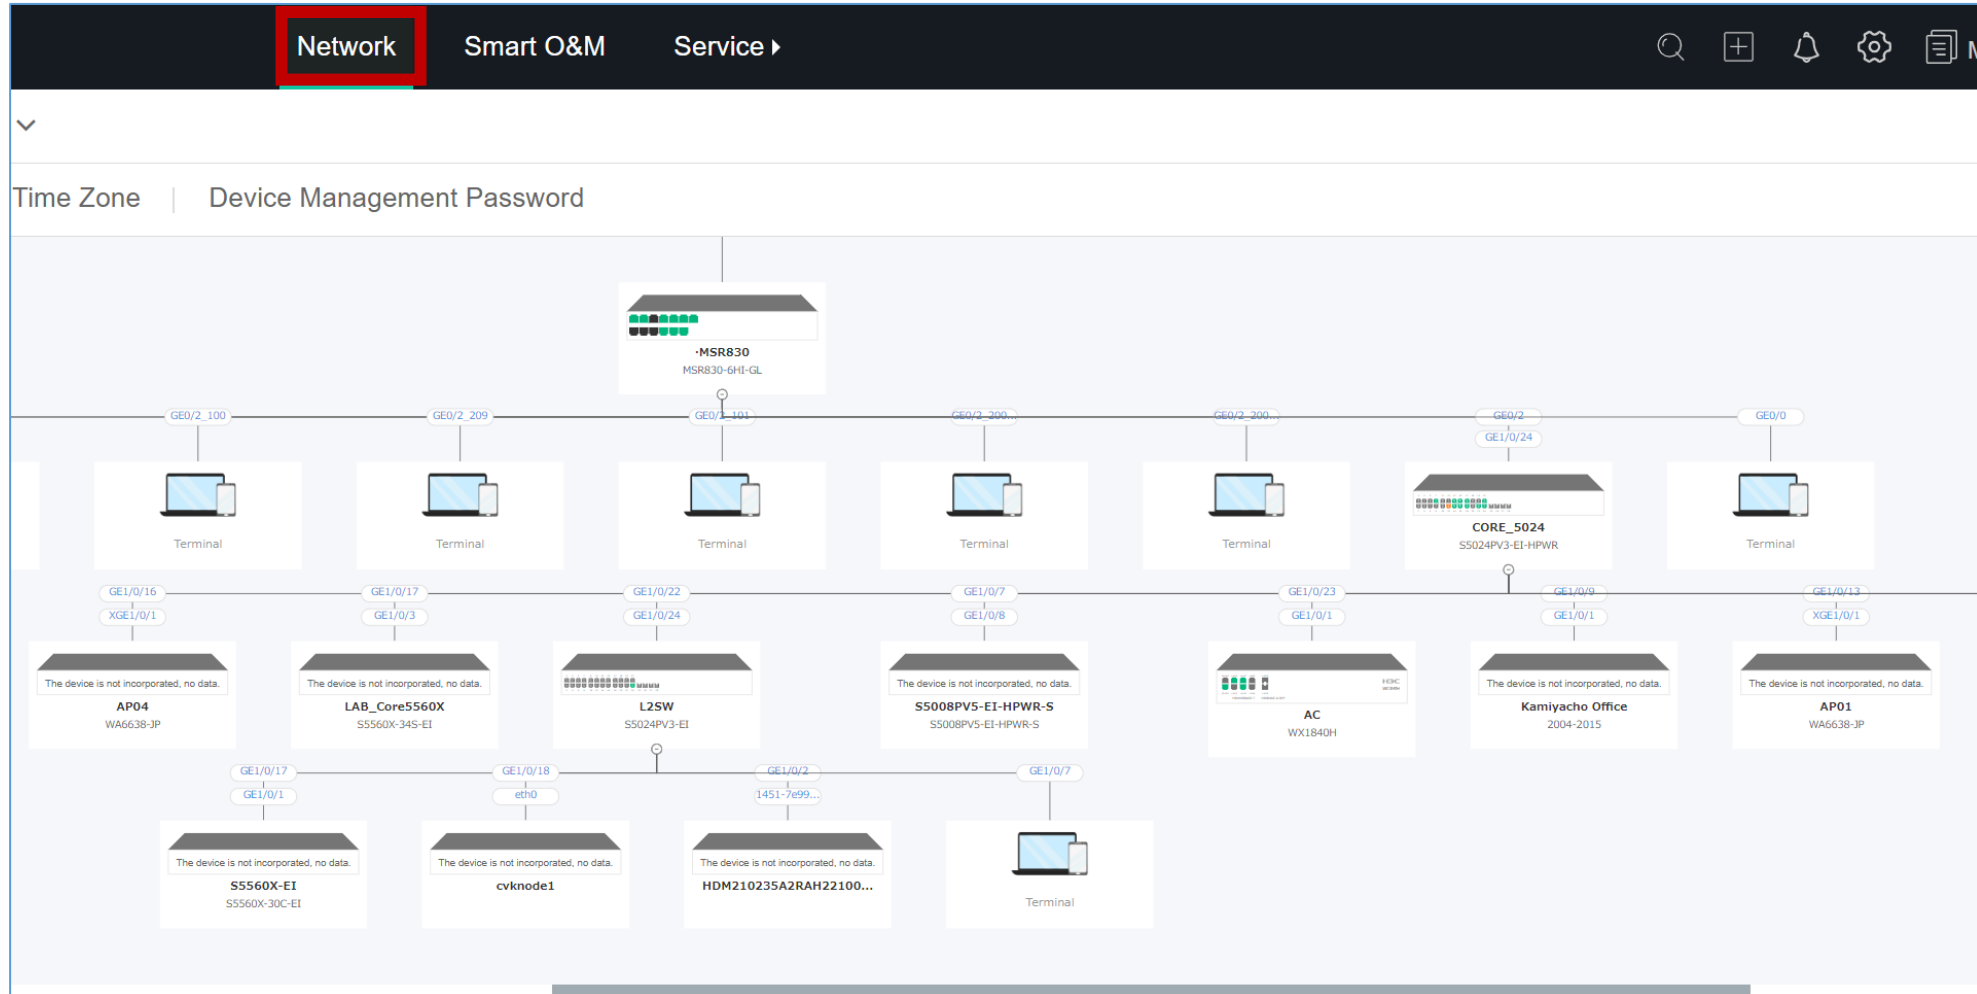 Network Smart O&M Service
Time Zone | Device Management Password
·MSR830
MSR830-6HI-GL
GE0/2_100 GE0/2_209 GE0/2_101 GE0/2_200... GE0/2_200... GE0/2 GE0/0
GE1/0/24
Terminal Terminal Terminal Terminal Terminal CORE_5024 Terminal
S5024PV3-EI-HPWR
GE1/0/16 GE1/0/17 GE1/0/22 GE1/0/7 GE1/0/23 GE1/0/9 GE1/0/13
XGE1/0/1 GE1/0/3 GE1/0/24 GE1/0/8 GE1/0/1 GE1/0/1 XGE1/0/1
The device is not incorporated, no data. The device is not incorporated, no data. The device is not incorporated, no data. H3C The device is not incorporated, no data. The device is not incorporated, no data.
AP04 LAB_Core5560X L2SW S5008PV5-EI-HPWR-S AC Kamiyacho Office AP01
WA6638-JP S5560X-34S-EI S5024PV3-EI S5008PV5-EI-HPWR-S WX1840H 2004-2015 WA6638-JP
GE1/0/17 GE1/0/18 GE1/0/2 GE1/0/7
GE1/0/1 eth0 1451-7e99...
The device is not incorporated, no data. The device is not incorporated, no data. The device is not incorporated, no data.
S5560X-EI cvknode1 HDM210235A2RAH22100...
S5560X-30C-EI Terminal